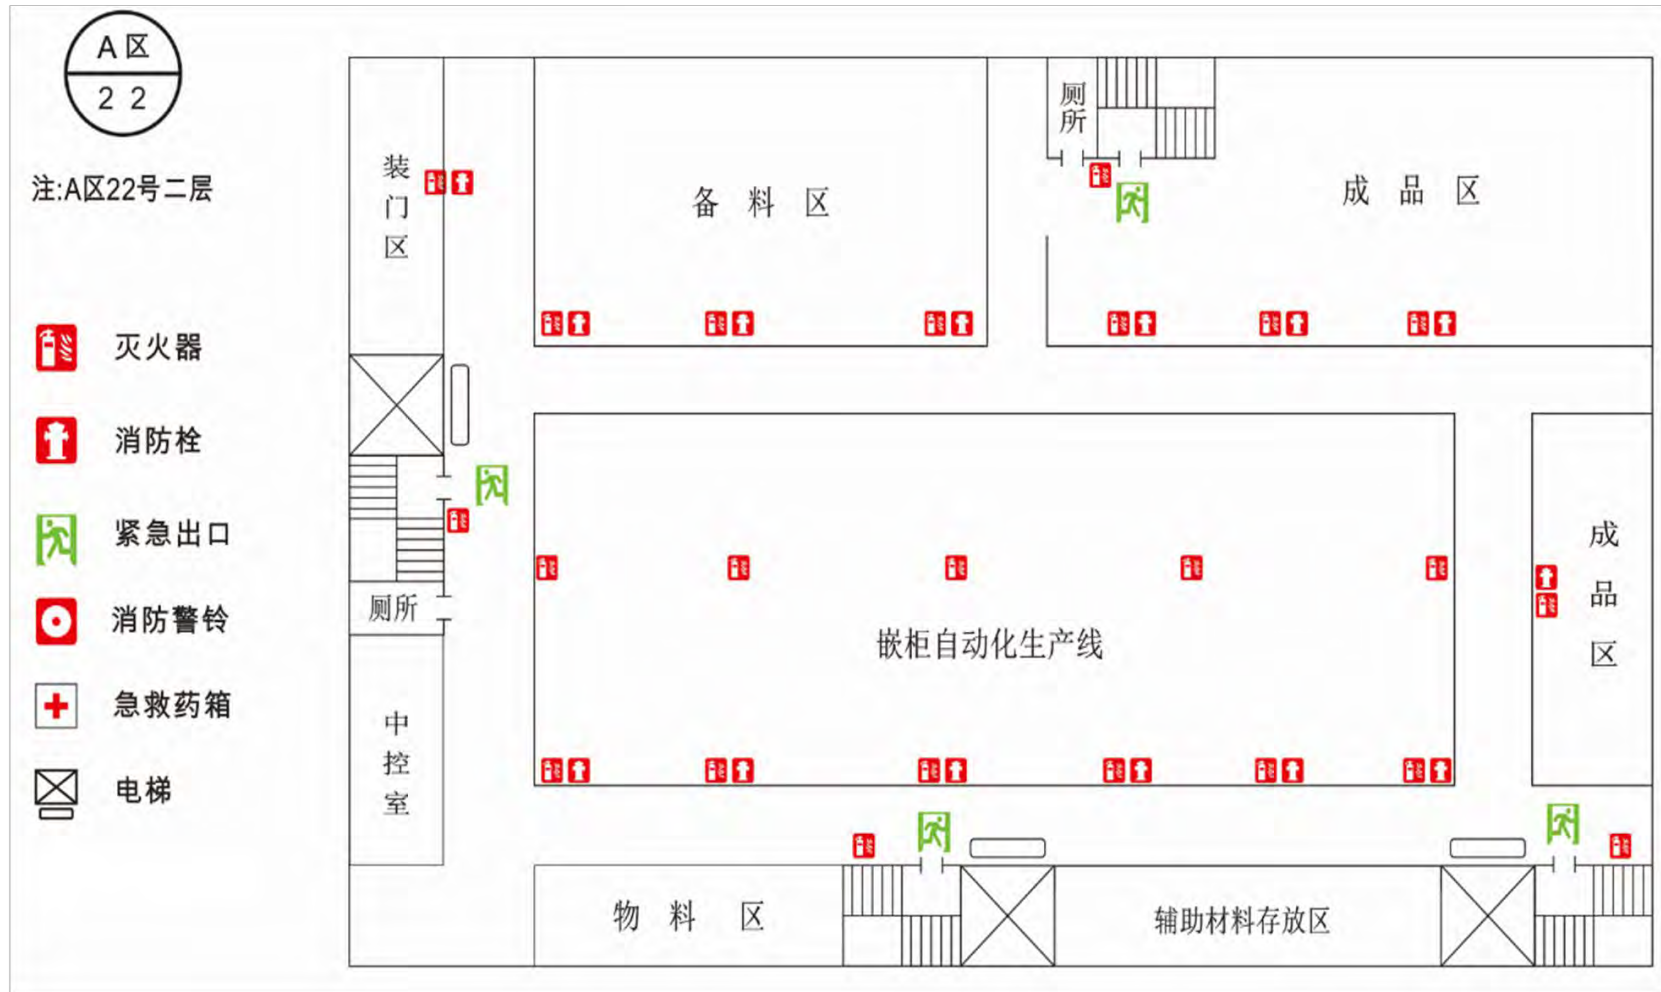 A区
22
注:A区22号二层
灭火器
消防栓
紧急出口
消防警铃
急救药箱
电梯
装门区
备料区
厕所
成品区
厕所
中控室
嵌柜自动化生产线
成品区
物料 区
辅助材料存放区